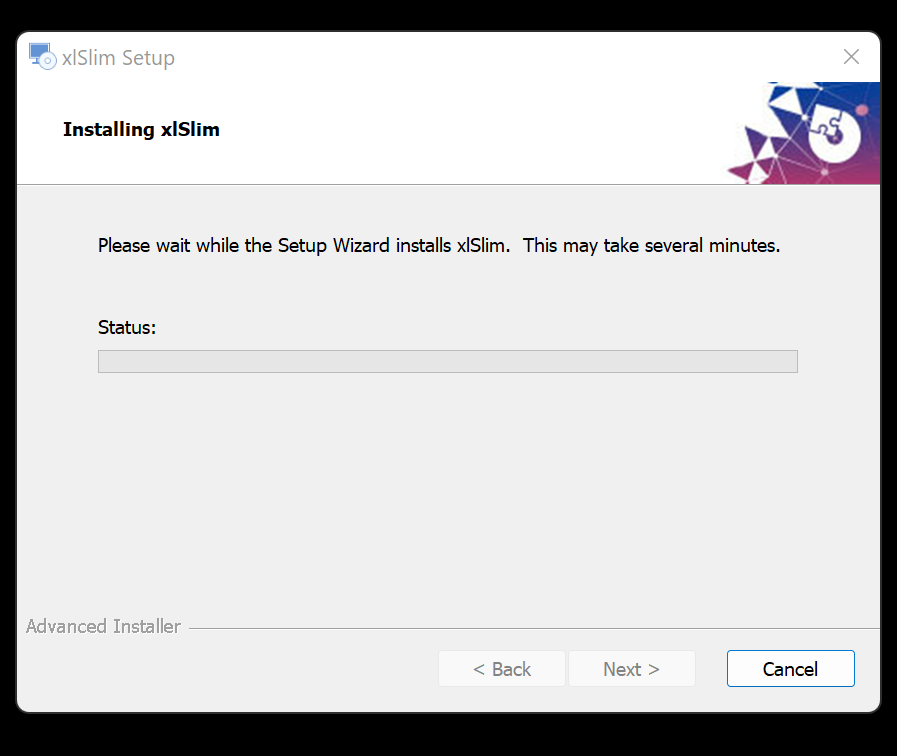 xlSlim Setup
Installing xlSlim
Please wait while the Setup Wizard installs xlSlim.  This may take several minutes.
Status:
Advanced Installer
< Back
Next >
Cancel